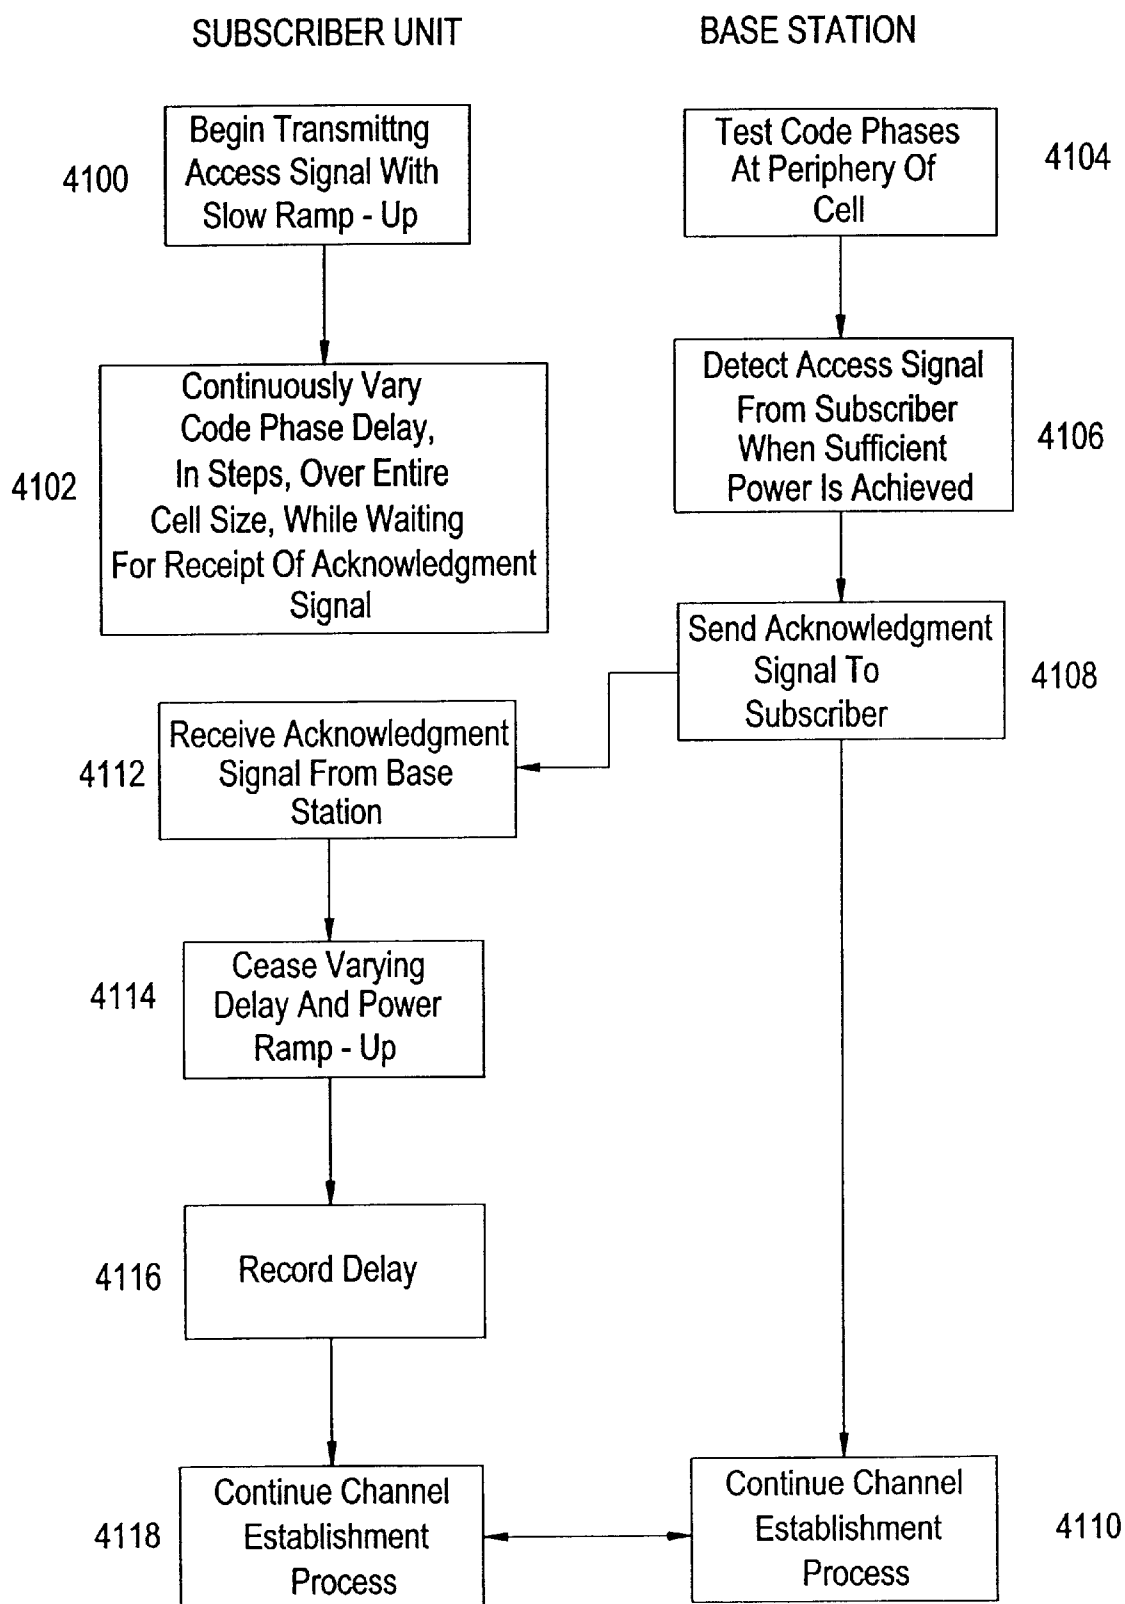 SUBSCRIBER UNIT
BASE STATION
Begin Transmittng
Access Signal With
Slow Ramp - Up
4100
Test Code Phases
At Periphery Of
Cell
4104
Continuously Vary
Code Phase Delay,
In Steps, Over Entire
Cell Size, While Waiting
For Receipt Of Acknowledgment
Signal
4102
Detect Access Signal
From Subscriber
When Sufficient
Power Is Achieved
4106
Send Acknowledgment
Signal To
Subscriber
4108
Receive Acknowledgment
Signal From Base
Station
4112
Cease Varying
Delay And Power
Ramp - Up
4114
Record Delay
4116
Continue Channel
Establishment
Process
4118
Continue Channel
Establishment
Process
4110